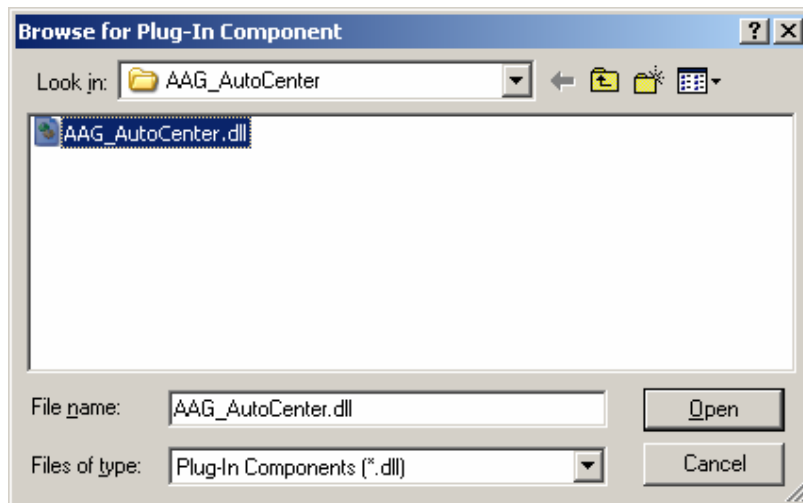 Browse for Plug-In Component
Look in: AAG_AutoCenter
AAG_AutoCenter.dll
File name: AAG_AutoCenter.dll Open
Files of type: Plug-In Components (*.dll) Cancel